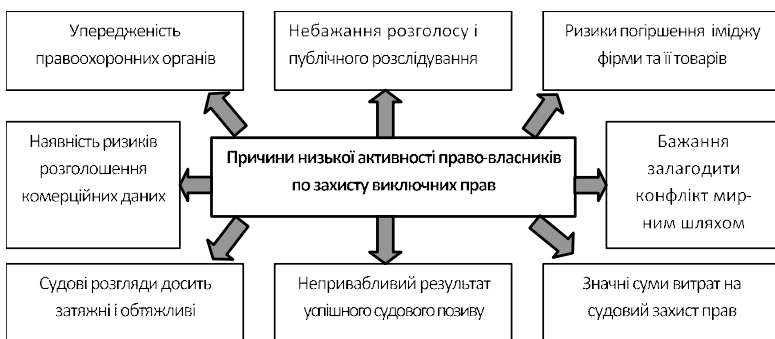 Упередженість
правоохоронних органів
Небажання розголосу і
публічного розслідування
Ризики погіршення іміджу
фірми та її товарів
Наявність ризиків
розголошення
комерційних даних
Причини низької активності право-власників
по захисту виключних прав
Бажання
залагодити
конфлікт мир-
ним шляхом
Судові розгляди досить
затяжні і обтяжливі
Непривабливий результат
успішного судового позиву
Значні суми витрат на
судовий захист прав